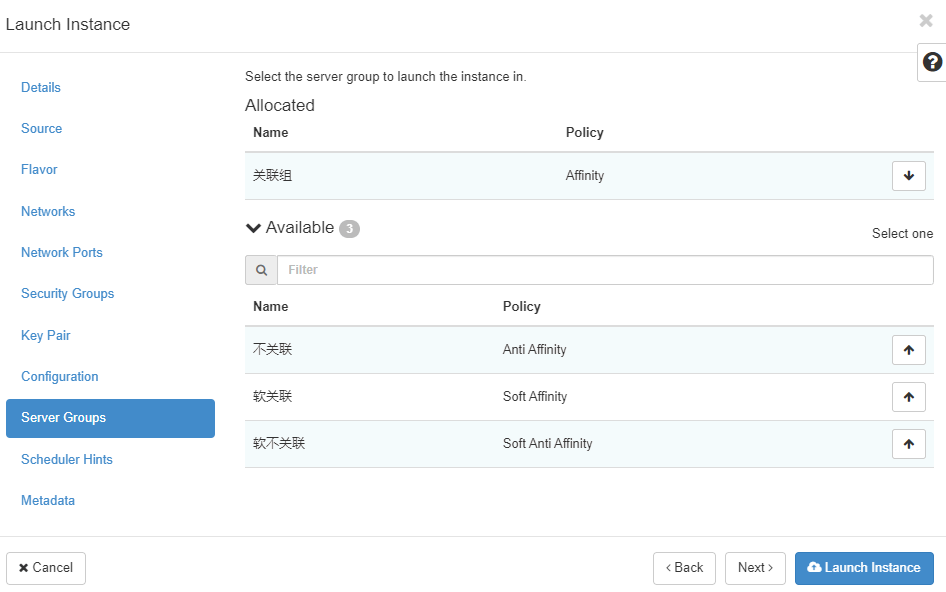 Launch Instance
Details
Source
Flavor
Networks
Network Ports
Security Groups
Key Pair
Configuration
Server Groups
Scheduler Hints
Metadata
Select the server group to launch the instance in.
Allocated
Name Policy
关联组 Affinity
Available 3
Select one
Filter
Name Policy
不关联 Anti Affinity
软关联 Soft Affinity
软不关联 Soft Anti Affinity
Cancel
Back
Next
Launch Instance